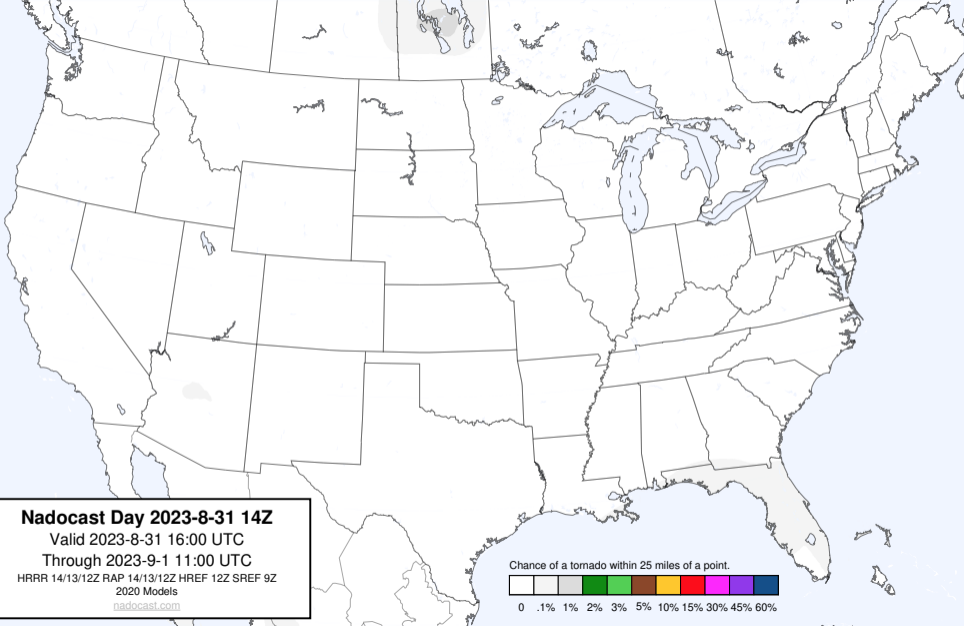 Nadocast Day 2023-8-31 14Z
Valid 2023-8-31 16:00 UTC
Through 2023-9-1 11:00 UTC
HRRR 14/13/12Z RAP 14/13/12Z HREF 12Z SREF 9Z
2020 Models
nadocast.com
Chance of a tornado within 25 miles of a point.
0 .1% 1% 2% 3% 5% 10% 15% 30% 45% 60%